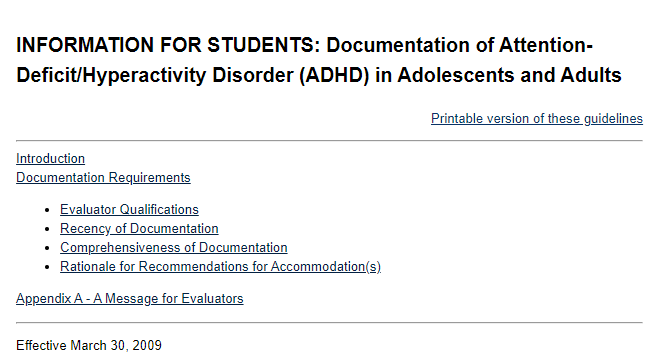 INFORMATION FOR STUDENTS: Documentation of Attention-
Deficit/Hyperactivity Disorder (ADHD) in Adolescents and Adults
Printable version of these guidelines
Introduction
Documentation Requirements
• Evaluator Qualifications
• Recency of Documentation
• Comprehensiveness of Documentation
• Rationale for Recommendations for Accommodation(s)
Appendix A - A Message for Evaluators
Effective March 30, 2009